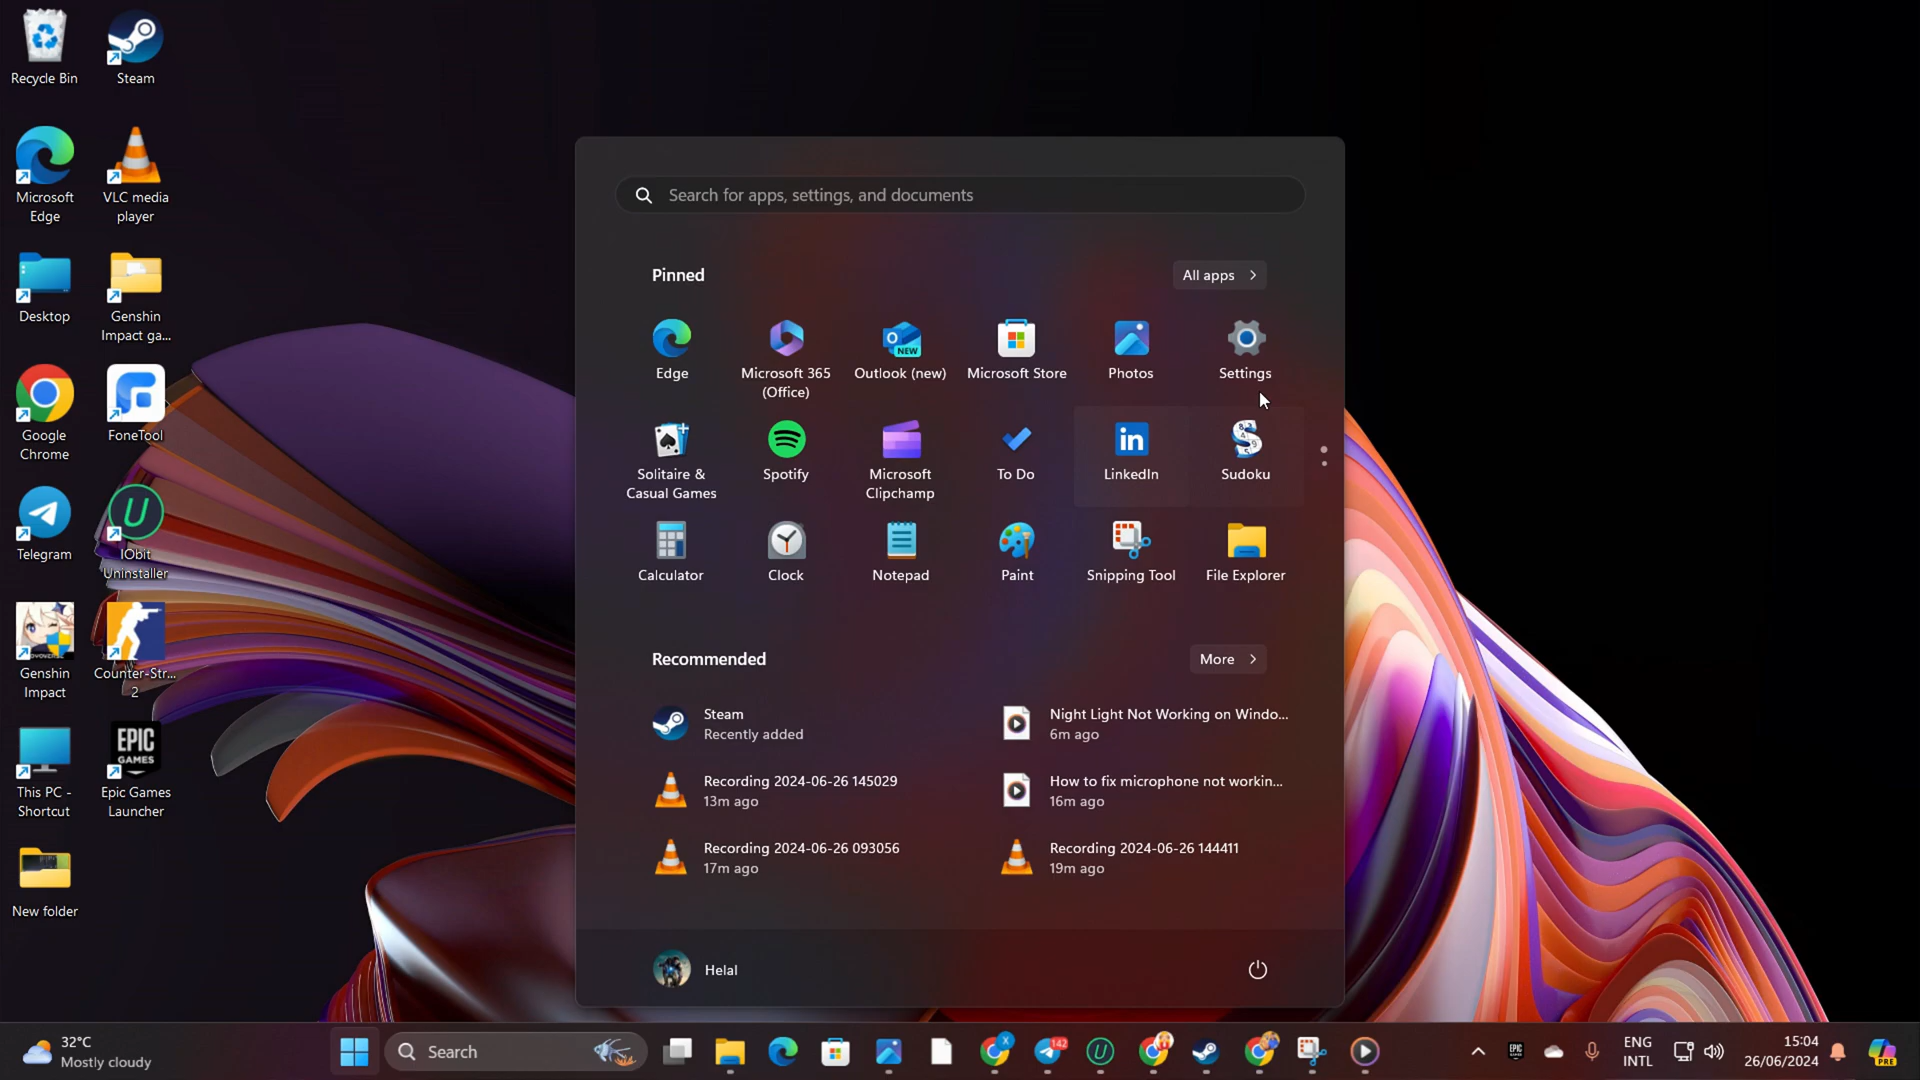 Recycle Bin
Steam
Microsoft
Edge
VLC media
player
Desktop
Genshin
Impact ga...
Google
Chrome
FoneTool
Telegram
IObit
Uninstaller
Genshin
Impact
Counter-Str...
2
This PC -
Shortcut
EPIC
GAMES
Epic Games
Launcher
New folder
Search for apps, settings, and documents
Pinned
All apps
Edge
Microsoft 365
(Office)
NEW
Outlook (new)
Microsoft Store
Photos
Settings
Solitaire &
Casual Games
Spotify
Microsoft
Clipchamp
To Do
in
LinkedIn
Sudoku
Calculator
Clock
Notepad
Paint
Snipping Tool
File Explorer
Recommended
More
Steam
Recently added
Night Light Not Working on Windo...
6m ago
Recording 2024-06-26 145029
13m ago
How to fix microphone not workin...
16m ago
Recording 2024-06-26 093056
17m ago
Recording 2024-06-26 144411
19m ago
Helal
32°C
Mostly cloudy
Search
142
ENG
INTL
15:04
26/06/2024
PRE